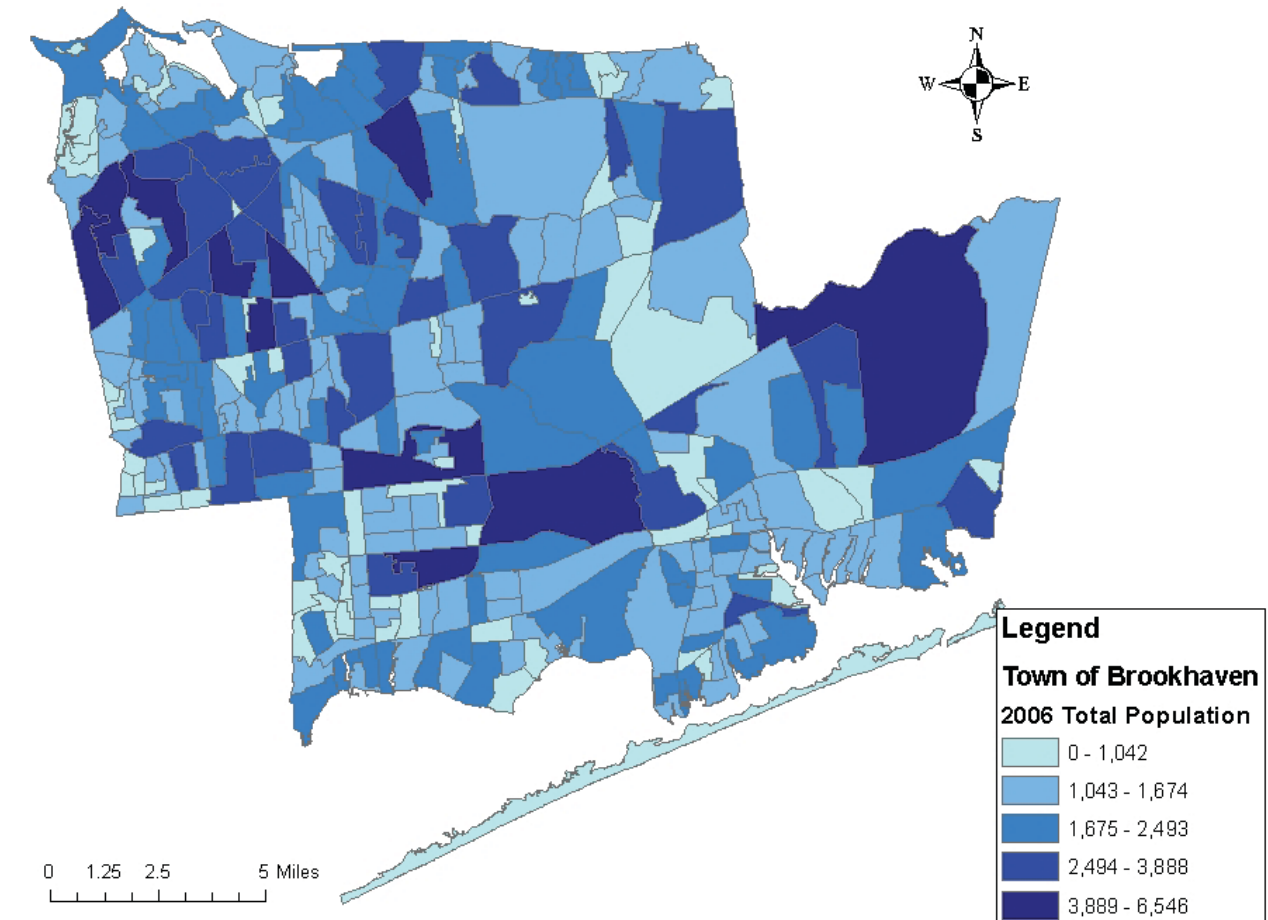 N
W E
S
Legend
Town of Brookhaven
2006 Total Population
0 - 1,042
1,043 - 1,674
1,675 - 2,493
2,494 - 3,888
3,889 - 6,546
0 1.25 2.5 5 Miles